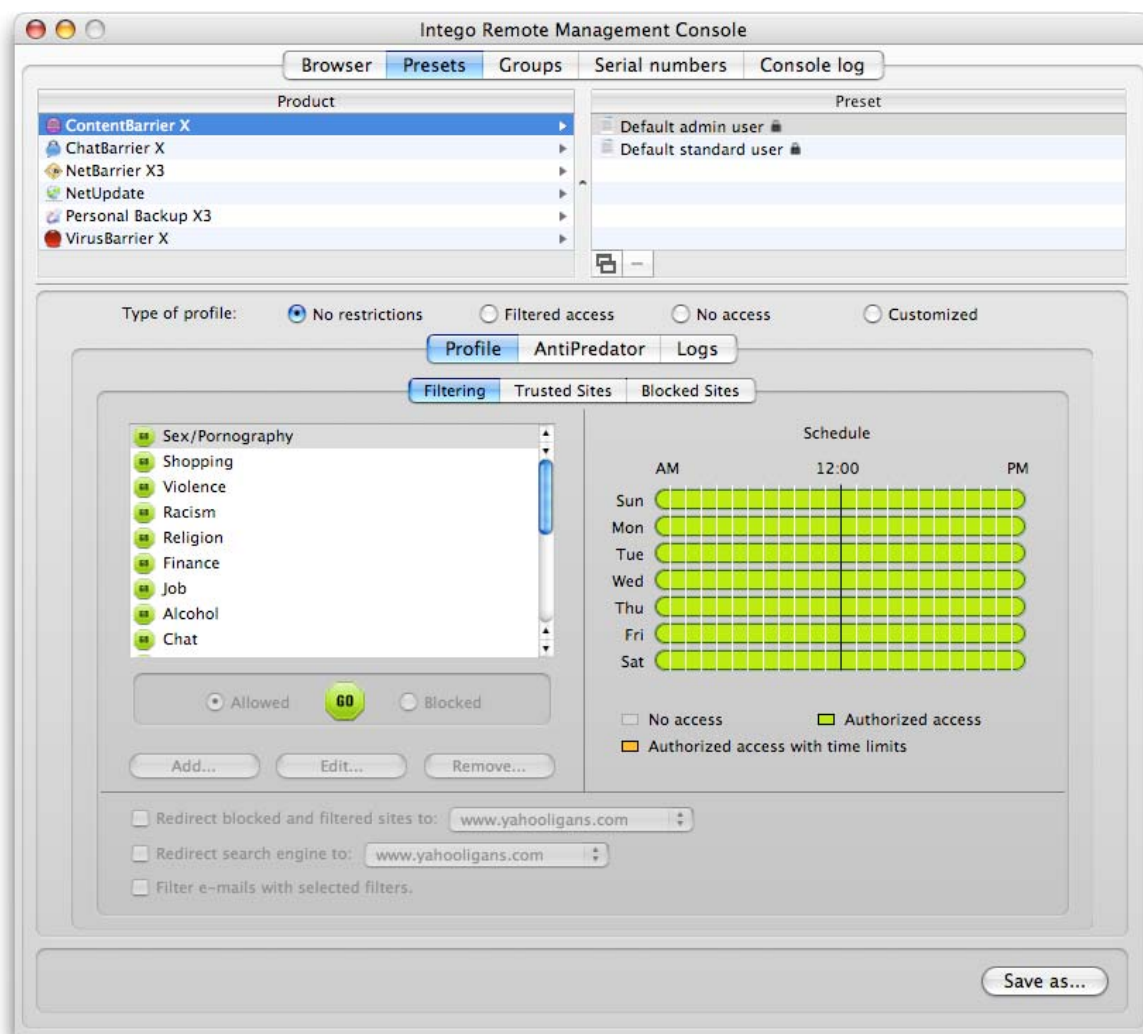 Intego Remote Management Console
Browser Presets Groups Serial numbers Console log
Product
ContentBarrier X
ChatBarrier X
NetBarrier X3
NetUpdate
Personal Backup X3
VirusBarrier X
Preset
Default admin user
Default standard user
Type of profile: No restrictions Filtered access No access Customized
Profile AntiPredator Logs
Filtering Trusted Sites Blocked Sites
Sex/Pornography
Shopping
Violence
Racism
Religion
Finance
Job
Alcohol
Chat
Allowed GO Blocked
Add... Edit... Remove...
Schedule
AM 12:00 PM
Sun
Mon
Tue
Wed
Thu
Fri
Sat
No access Authorized access
Authorized access with time limits
Redirect blocked and filtered sites to: www.yahooligans.com
Redirect search engine to: www.yahooligans.com
Filter e-mails with selected filters.
Save as...